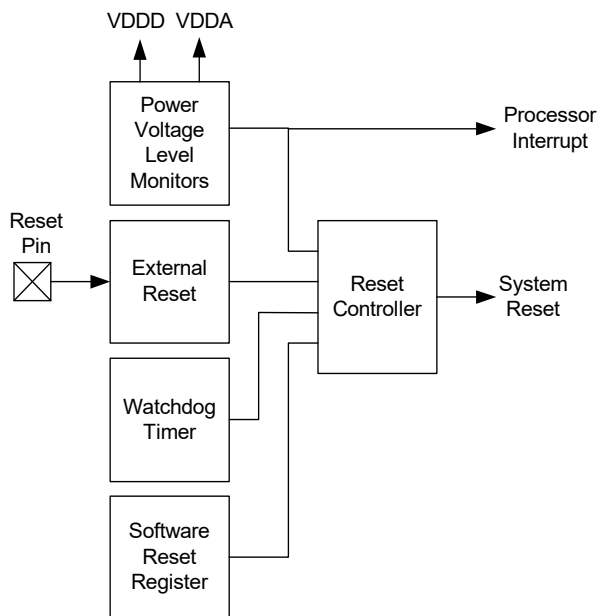 VDDD VDDA
Power
Voltage
Level
Monitors
Processor
Interrupt
Reset
Pin
External
Reset
Reset
Controller
System
Reset
Watchdog
Timer
Software
Reset
Register